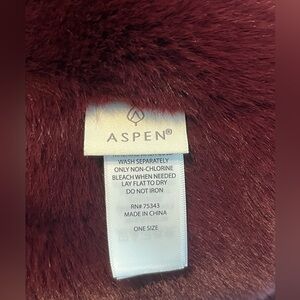 ASPEN®
WASH SEPARATELY
ONLY NON-CHLORINE
BLEACH WHEN NEEDED
LAY FLAT TO DRY
DO NOT IRON
RN# 75343
MADE IN CHINA
ONE SIZE